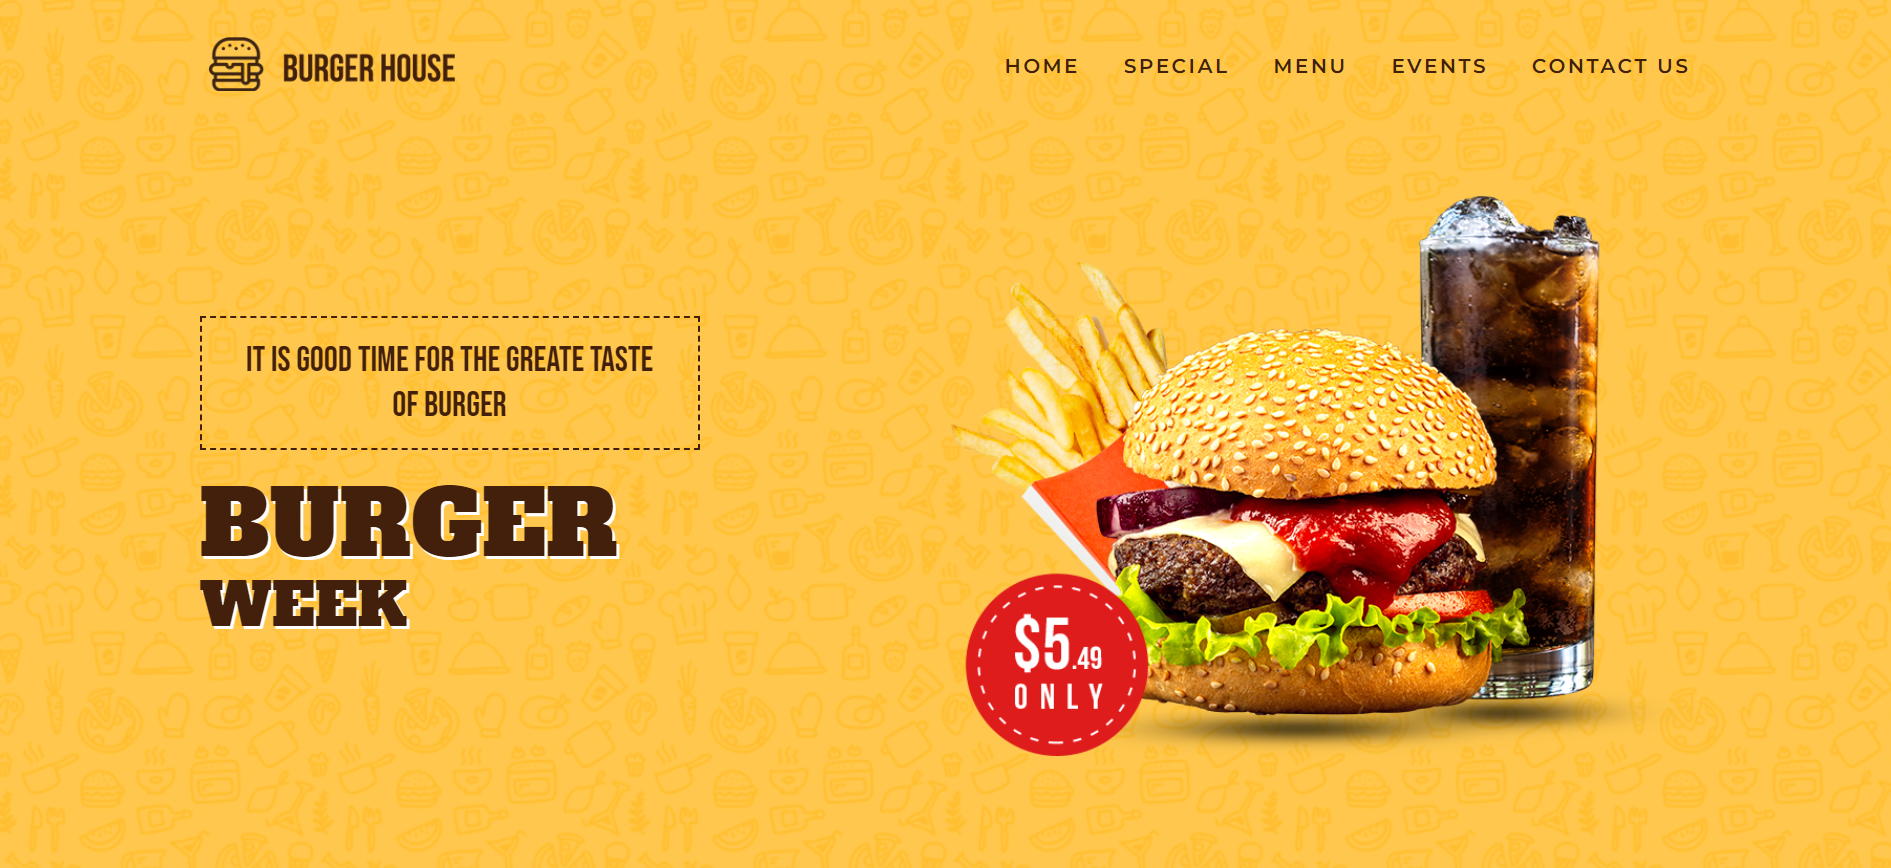 BURGER HOUSE
HOME SPECIAL MENU EVENTS CONTACT US
IT IS GOOD TIME FOR THE GREATE TASTE
OF BURGER
BURGER
WEEK
$5.49
ONLY